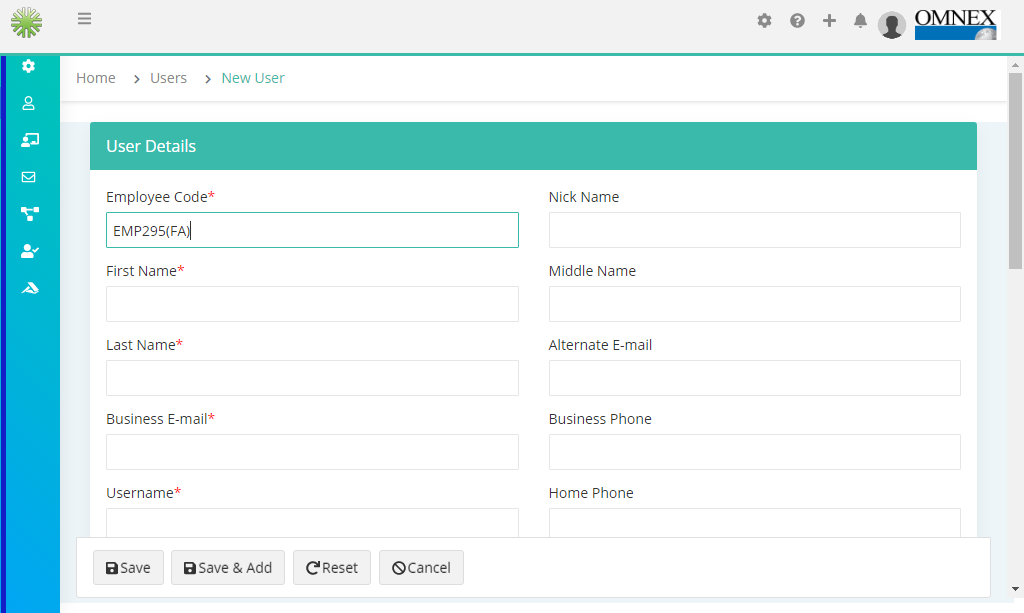 OMNEX
Home > Users > New User
User Details
Employee Code*
Nick Name
EMP295(FA)
First Name*
Middle Name
Last Name*
Alternate E-mail
Business E-mail*
Business Phone
Username*
Home Phone
Save Save & Add Reset Cancel